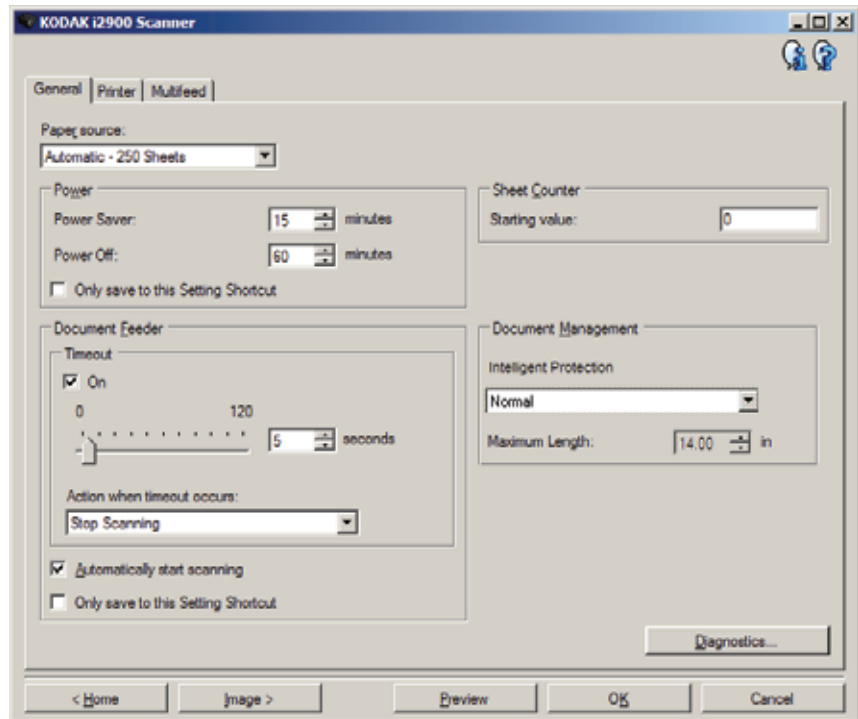 KODAK i2900 Scanner
General Printer Multifeed
Paper source:
Automatic - 250 Sheets
Power
Power Saver: 15 minutes
Power Off: 60 minutes
Only save to this Setting Shortcut
Sheet Counter
Starting value: 0
Document Feeder
Timeout
On
0 120
5 seconds
Action when timeout occurs:
Stop Scanning
Automatically start scanning
Only save to this Setting Shortcut
Document Management
Intelligent Protection
Normal
Maximum Length: 14.00 in
Diagnostics...
< Home Image > Preview OK Cancel